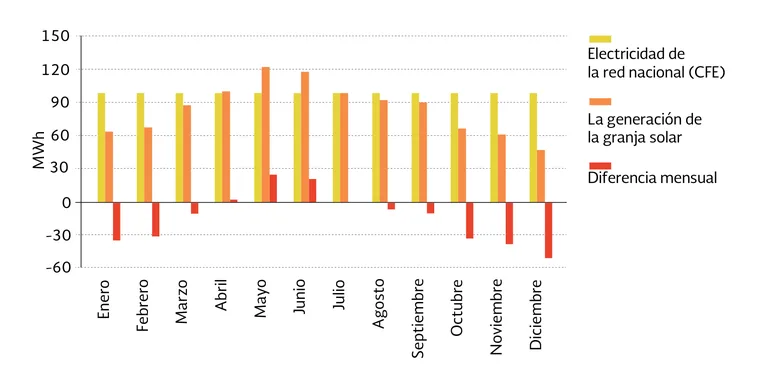 150
120
90
60
30
0
-30
-60
MWh
Enero
Febrero
Marzo
Abril
Mayo
Junio
Julio
Agosto
Septiembre
Octubre
Noviembre
Diciembre
Electricidad de
la red nacional (CFE)
La generación de
la granja solar
Diferencia mensual